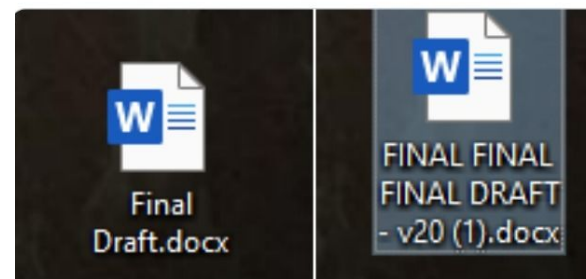 W
Final
Draft.docx
W
FINAL FINAL
FINAL DRAFT
- v20 (1).docx